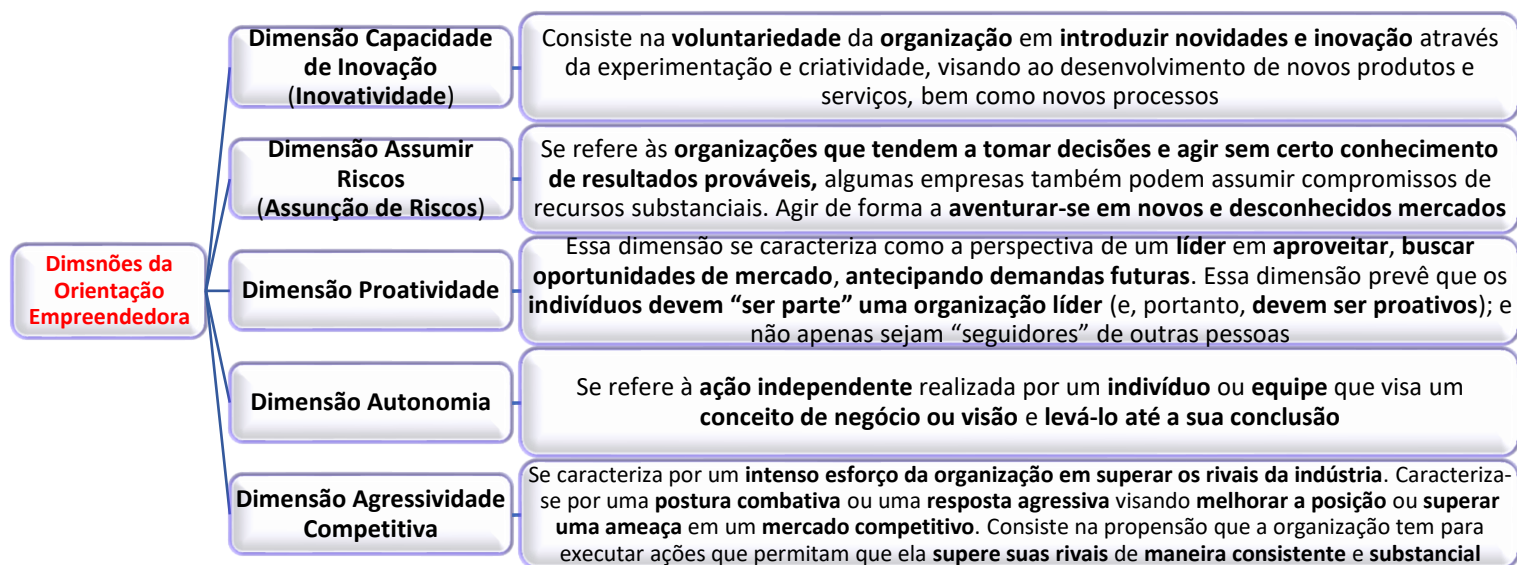 Dimsnões da
Orientação
Empreendedora
Dimensão Capacidade
de Inovação
(Inovatividade)
Consiste na voluntariedade da organização em introduzir novidades e inovação através
da experimentação e criatividade, visando ao desenvolvimento de novos produtos e
serviços, bem como novos processos
Dimensão Assumir
Riscos
(Assunção de Riscos)
Se refere às organizações que tendem a tomar decisões e agir sem certo conhecimento
de resultados prováveis, algumas empresas também podem assumir compromissos de
recursos substanciais. Agir de forma a aventurar-se em novos e desconhecidos mercados
Dimensão Proatividade
Essa dimensão se caracteriza como a perspectiva de um líder em aproveitar, buscar
oportunidades de mercado, antecipando demandas futuras. Essa dimensão prevê que os
indivíduos devem “ser parte” uma organização líder (e, portanto, devem ser proativos); e
não apenas sejam “seguidores” de outras pessoas
Dimensão Autonomia
Se refere à ação independente realizada por um indivíduo ou equipe que visa um
conceito de negócio ou visão e levá-lo até a sua conclusão
Dimensão Agressividade
Competitiva
Se caracteriza por um intenso esforço da organização em superar os rivais da indústria. Caracteriza-
se por uma postura combativa ou uma resposta agressiva visando melhorar a posição ou superar
uma ameaça em um mercado competitivo. Consiste na propensão que a organização tem para
executar ações que permitam que ela supere suas rivais de maneira consistente e substancial